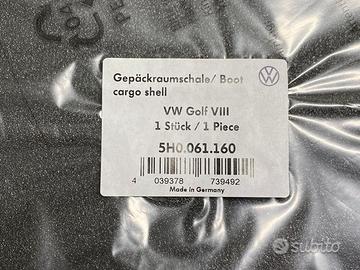 Gepäckraumschale/ Boot
cargo shell
VW Golf VIII
1 Stück / 1 Piece
5H0.061.160
4 039378 739492
Made in Germany
subito